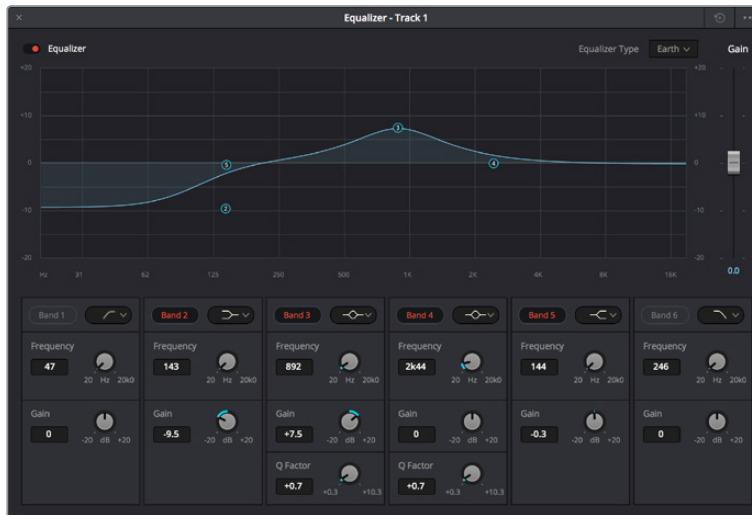 Equalizer - Track 1
Equalizer
Equalizer Type Earth Gain
+20 +20
+10 +10
0 0
-10 -10
-20 -20
5 3 4 2
Hz 31 62 125 250 500 1K 2K 4K 8K 16K
0.0
Band 1 Band 2 Band 3 Band 4 Band 5 Band 6
Frequency Frequency Frequency Frequency Frequency Frequency
47 143 892 2k44 144 246
20 Hz 20k0 20 Hz 20k0 20 Hz 20k0 20 Hz 20k0 20 Hz 20k0 20 Hz 20k0
Gain Gain Gain Gain Gain Gain
0 -9.5 +7.5 0 -0.3 0
-20 dB +20 -20 dB +20 -20 dB +20 -20 dB +20 -20 dB +20 -20 dB +20
Q Factor Q Factor
+0.7 +0.7
+0.3 +10.3 +0.3 +10.3